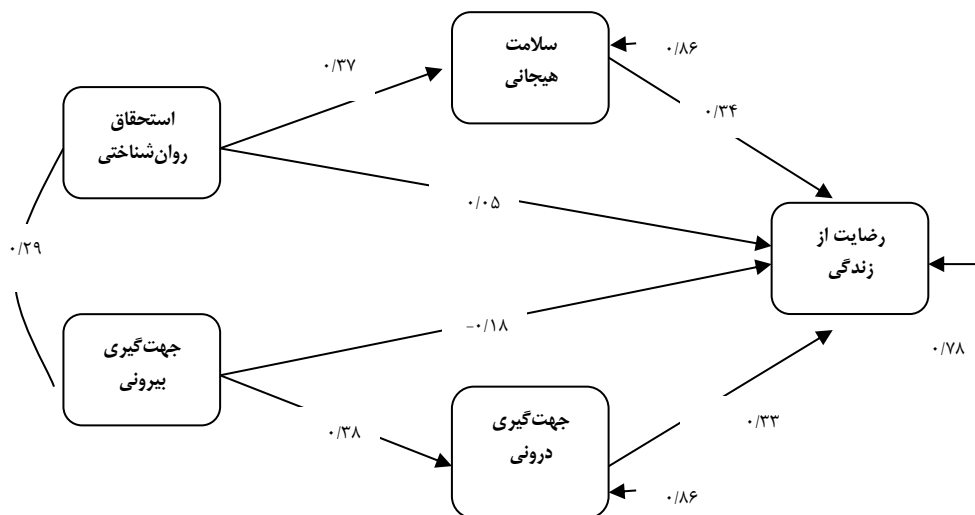 سلامت
هیجانی
۰/۸۶
۰/۳۷
۰/۳۴
استحقاق
روان‌شناختی
۰/۰۵
رضایت از
زندگی
۰/۲۹
-۰/۱۸
جهت‌گیری
بیرونی
۰/۷۸
۰/۳۸
جهت‌گیری
درونی
۰/۳۳
۰/۸۶